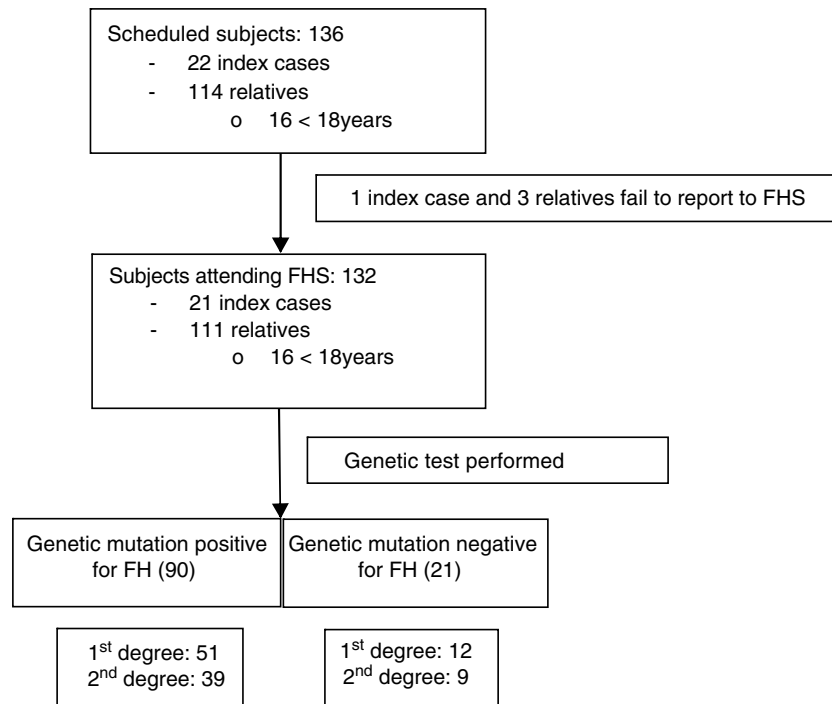 Scheduled subjects: 136
- 22 index cases
- 114 relatives
o 16 < 18years
1 index case and 3 relatives fail to report to FHS
Subjects attending FHS: 132
- 21 index cases
- 111 relatives
o 16 < 18years
Genetic test performed
Genetic mutation positive
for FH (90)
Genetic mutation negative
for FH (21)
1st degree: 51
2nd degree: 39
1st degree: 12
2nd degree: 9